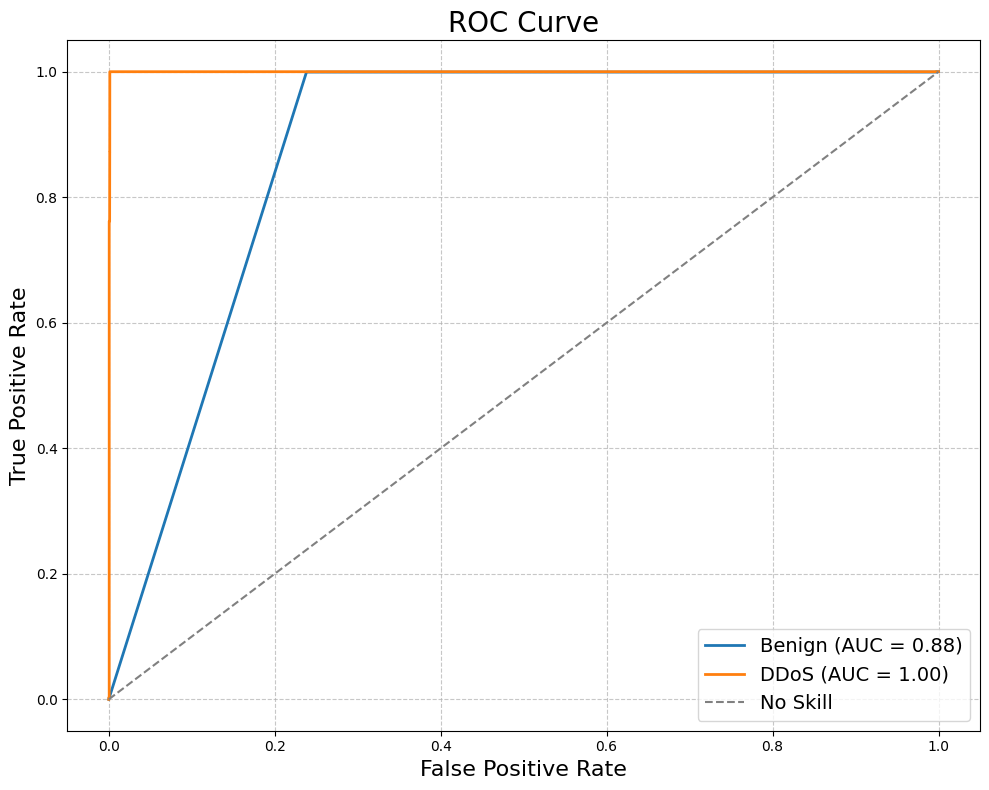 ROC Curve
True Positive Rate
1.0
0.8
0.6
0.4
0.2
0.0
0.0 0.2 0.4 0.6 0.8 1.0
False Positive Rate
Benign (AUC = 0.88)
DDoS (AUC = 1.00)
No Skill